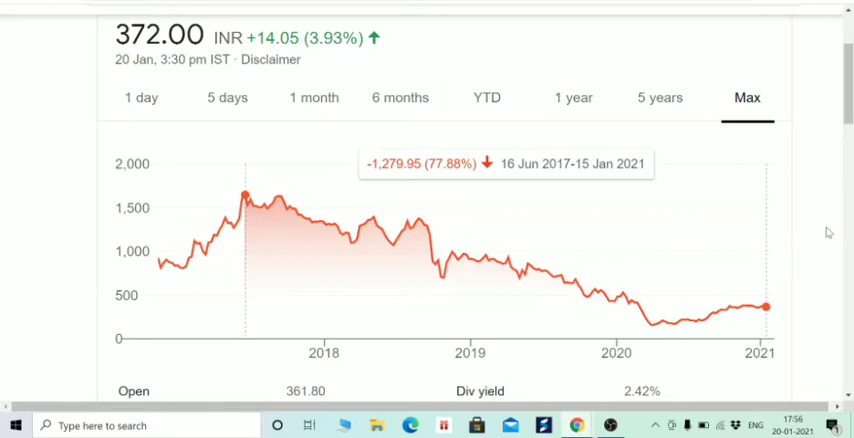 372.00 INR +14.05 (3.93%)
20 Jan, 3:30 pm IST · Disclaimer
1 day 5 days 1 month 6 months YTD 1 year 5 years Max
-1,279.95 (77.88%) 16 Jun 2017-15 Jan 2021
2,000
1,500
1,000
500
0
2018 2019 2020 2021
Open 361.80 Div yield 2.42%
Type here to search
ENG
17:56
20-01-2021
1